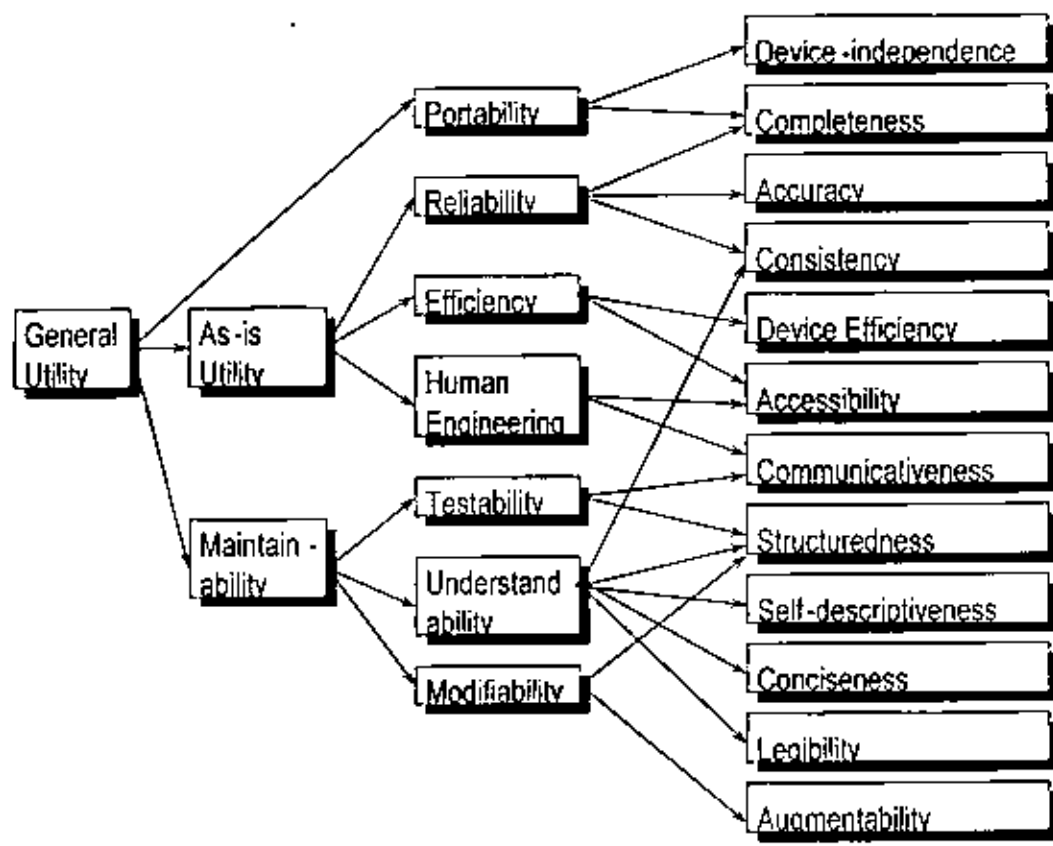 General
Utility
As-is
Utility
Maintain-
ability
Portability
Reliability
Efficiency
Human
Engineering
Testability
Understand
ability
Modifiability
Device-independence
Completeness
Accuracy
Consistency
Device Efficiency
Accessibility
Communicativeness
Structuredness
Self-descriptiveness
Conciseness
Legibility
Augmentability